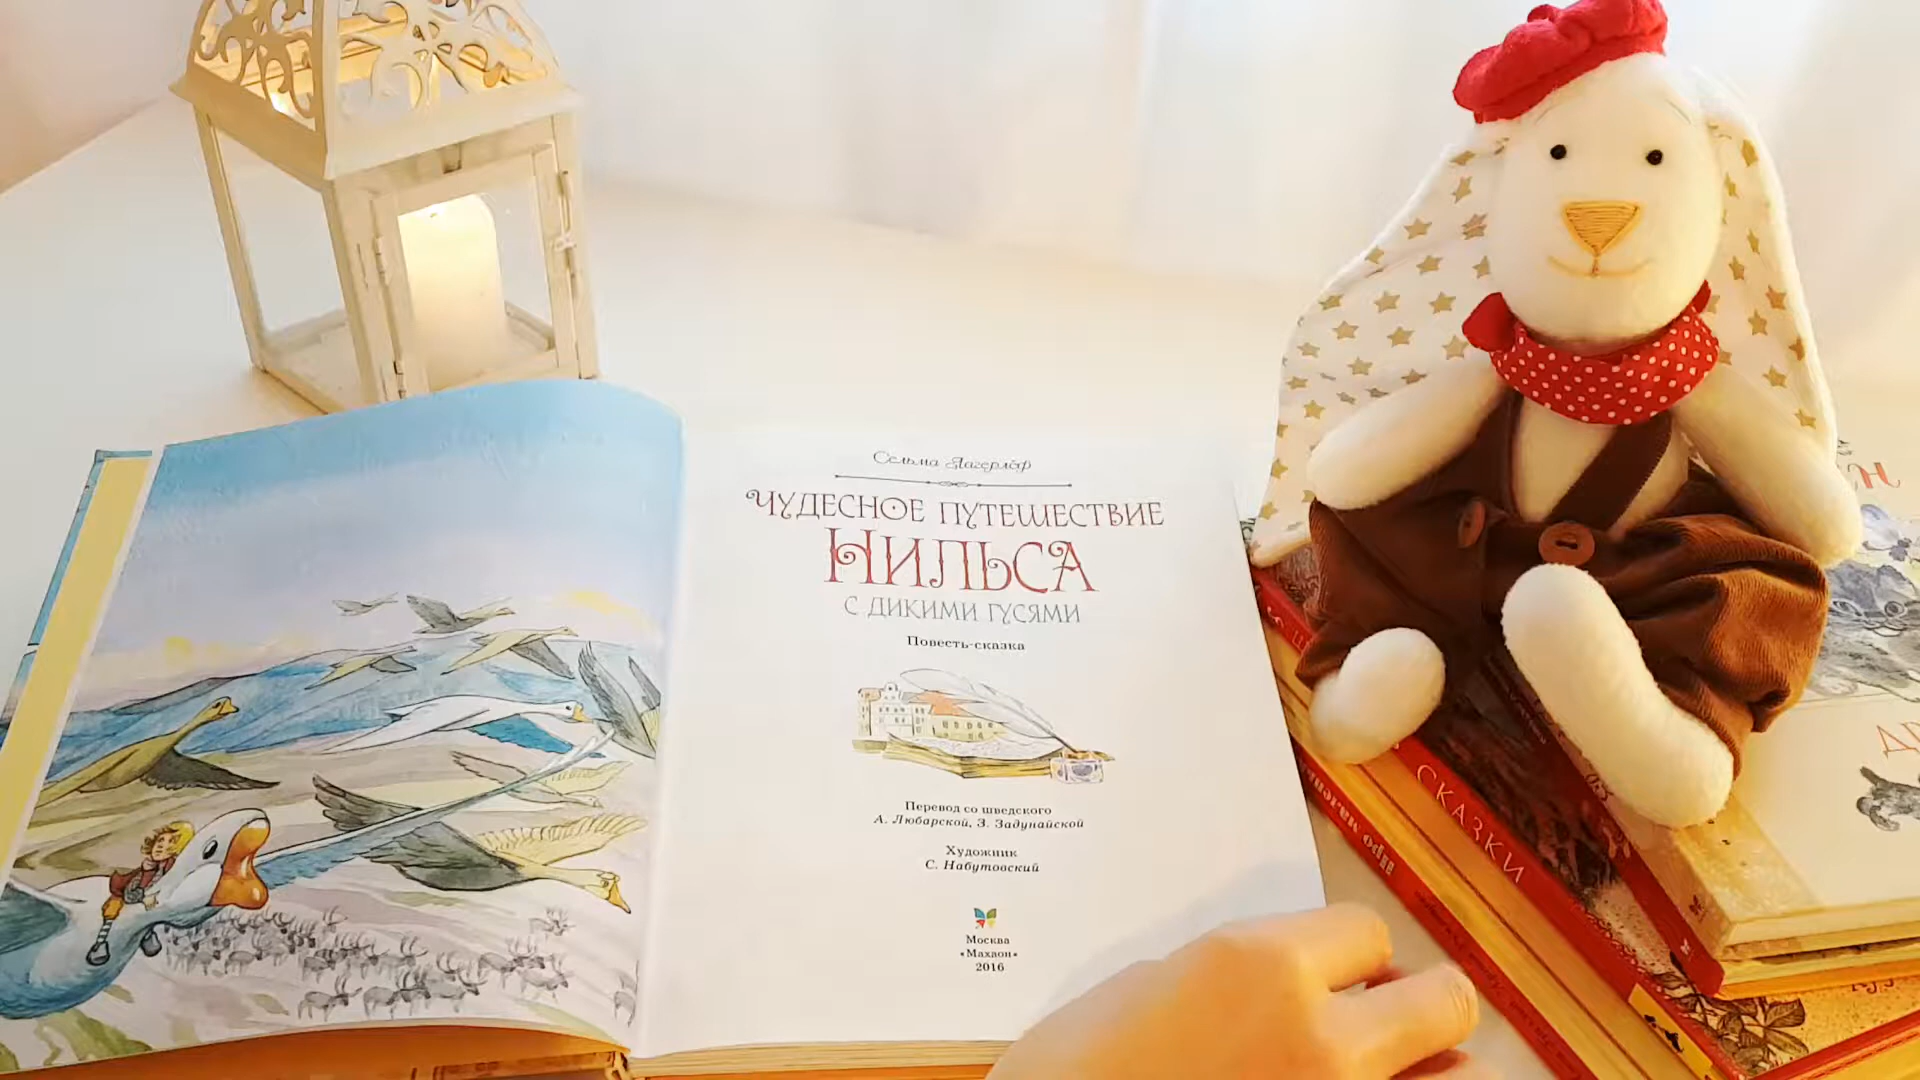 Сельма Лагерлёф
ЧУДЕСНОЕ ПУТЕШЕСТВИЕ
НИЛЬСА
С ДИКИМИ ГУСЯМИ
Повесть-сказка
Перевод со шведского
А. Любарской, З. Задунайской
Художник
С. Набутовский
Москва
«Махаон»
2016
СКАЗКИ